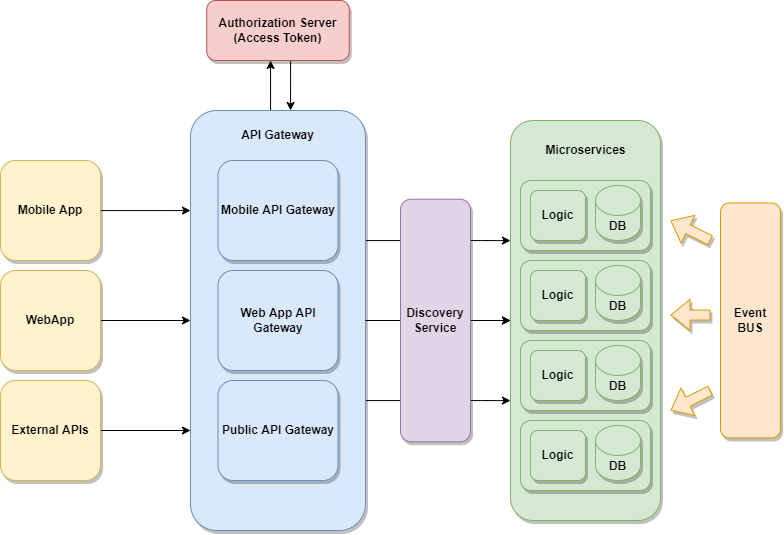 Authorization Server
(Access Token)
API Gateway
Mobile App
WebApp
External APIs
Mobile API Gateway
Web App API
Gateway
Public API Gateway
Discovery
Service
Microservices
Logic
DB
Logic
DB
Logic
DB
Logic
DB
Event
BUS